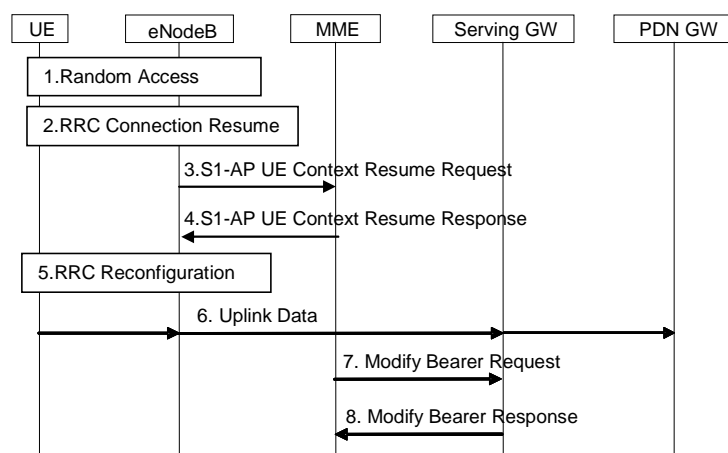 UE eNodeB MME Serving GW PDN GW
1.Random Access
2.RRC Connection Resume
3.S1-AP UE Context Resume Request
4.S1-AP UE Context Resume Response
5.RRC Reconfiguration
6. Uplink Data
7. Modify Bearer Request
8. Modify Bearer Response